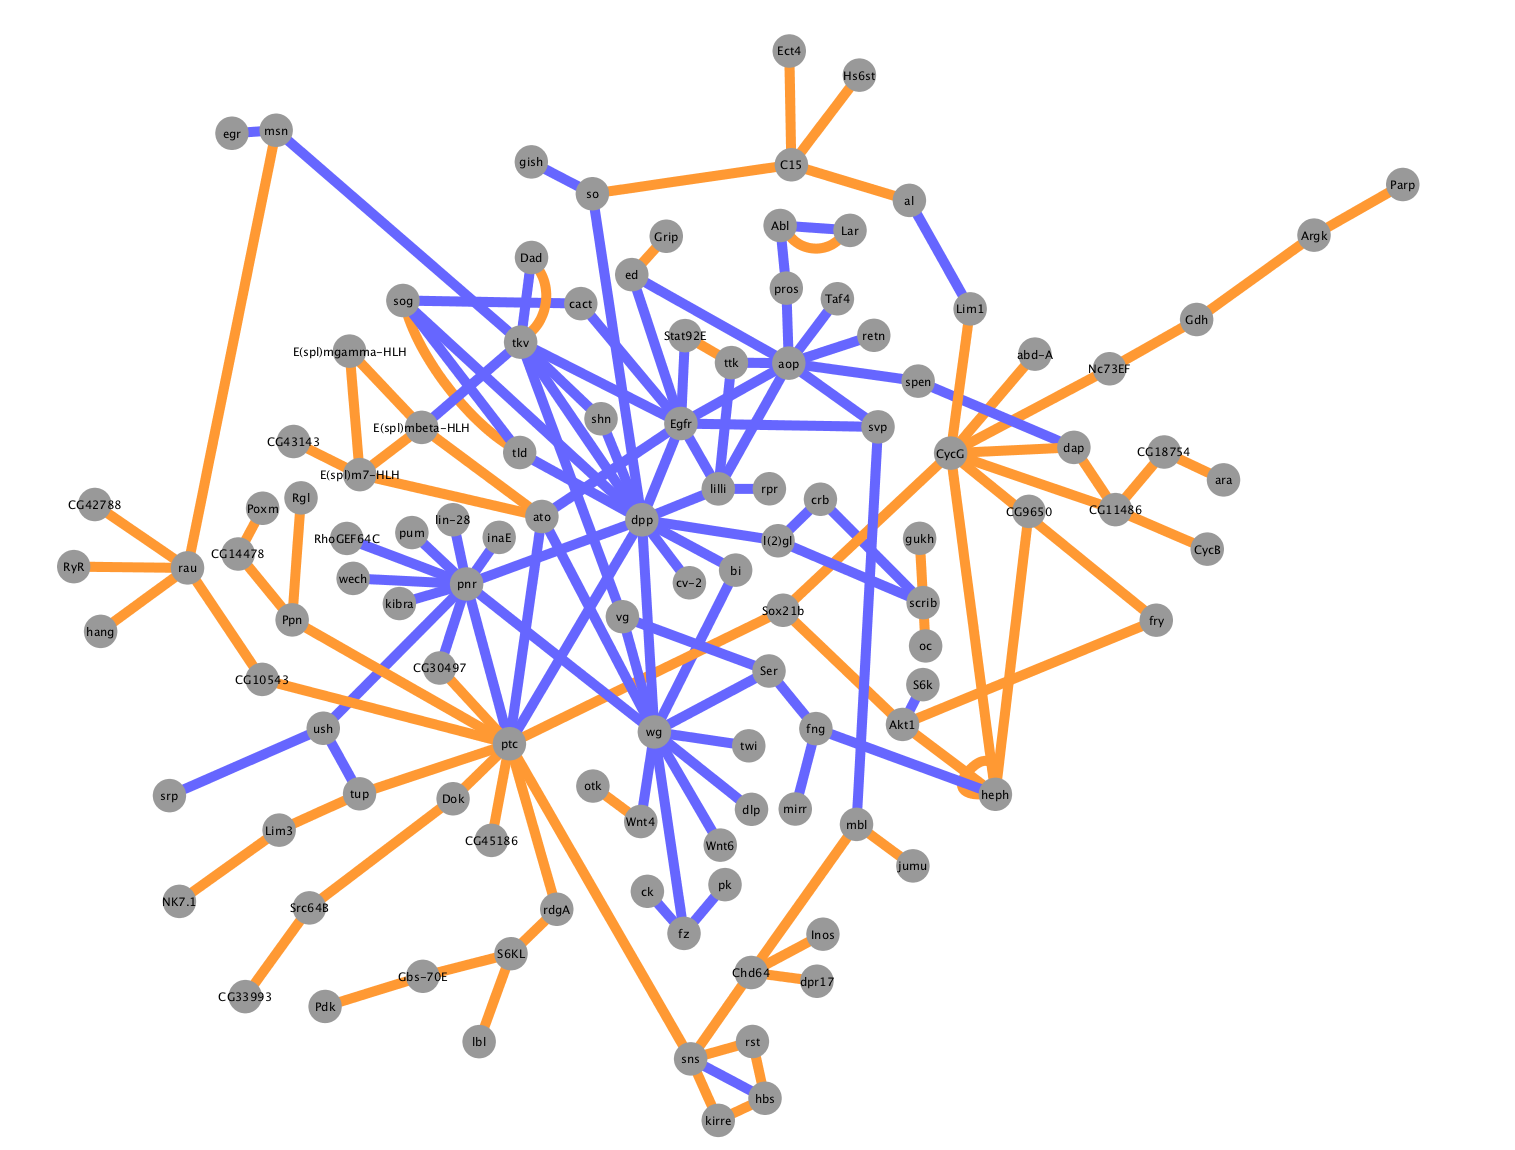 Ect4
Hs6st
egr
msn
gish
C15
so
al
Parp
Abl
Lar
Grip
Argk
Dad
ed
sog
cact
pros
Taf4
Lim1
Gdh
Stat92E
retn
tkv
E(spl)mgamma-HLH
ttk
aop
abd-A
Nc73EF
spen
shn
Egfr
svp
E(spl)mbeta-HLH
CG43143
tld
CycG
dap
CG18754
E(spl)m7-HLH
ara
lilli
rpr
CG42788
Rgl
Poxm
crb
CG9650
CG11486
lin-28
ato
dpp
pum
inaE
RhoGEF64C
l(2)gl
gukh
CycB
CG14478
RyR
rau
bi
wech
pnr
cv-2
kibra
scrib
Sox21b
vg
Ppn
fry
hang
oc
CG30497
Ser
CG10543
S6k
Akt1
ush
fng
wg
ptc
twi
otk
srp
tup
Dok
heph
dlp
mirr
Wnt4
mbl
Lim3
CG45186
Wnt6
jumu
pk
ck
NK7.1
Src64B
rdgA
fz
Inos
S6KL
Chd64
Gbs-70E
dpr17
CG33993
Pdk
lbl
rst
sns
hbs
kirre